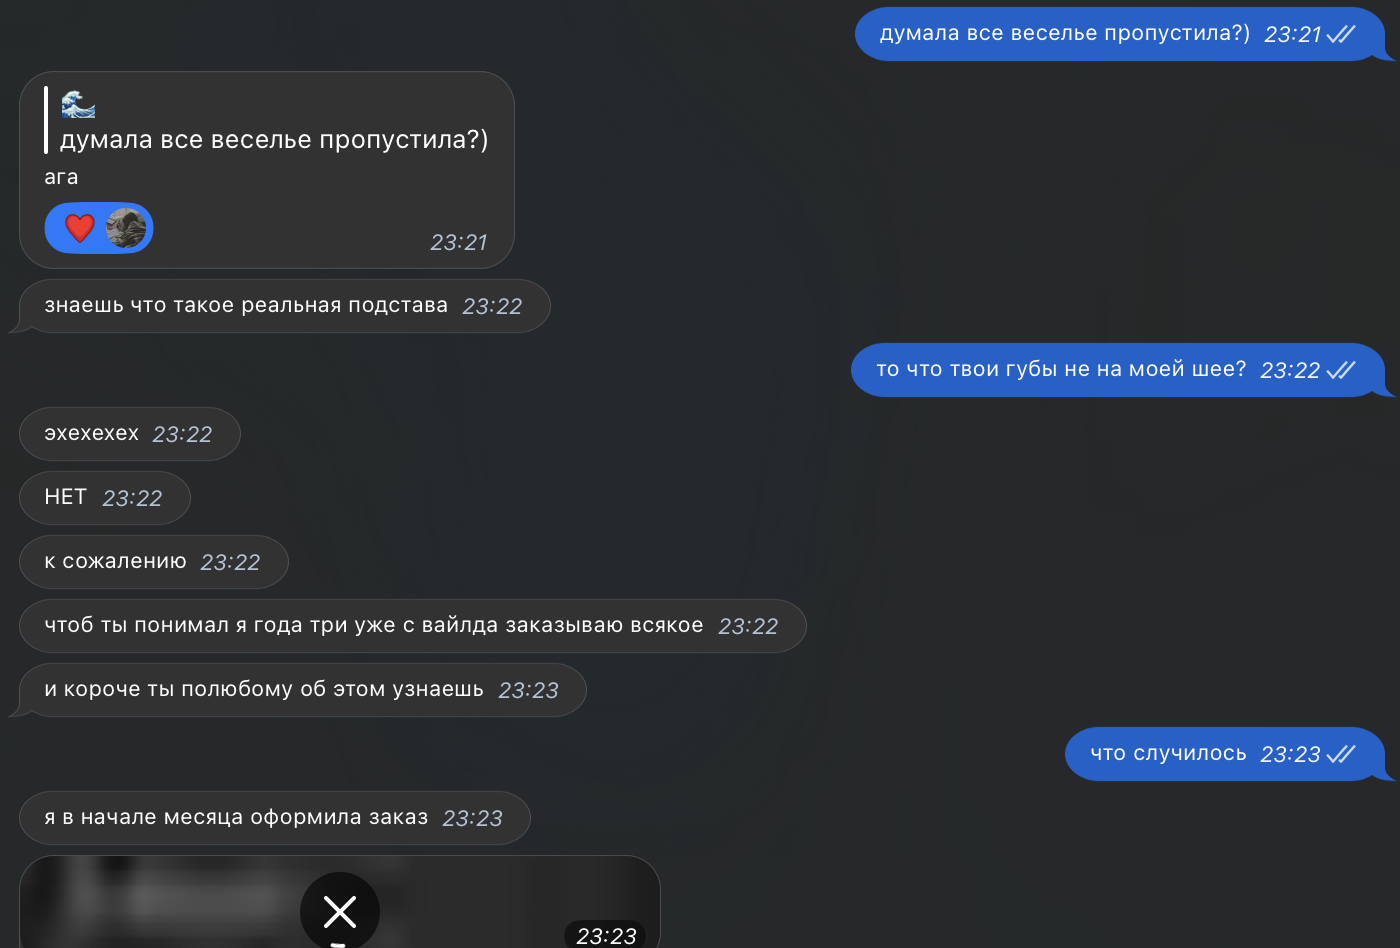 думала все веселье пропустила?) 23:21
думала все веселье пропустила?)
ага
23:21
знаешь что такое реальная подстава 23:22
то что твои губы не на моей шее? 23:22
эхехехех 23:22
НЕТ 23:22
к сожалению 23:22
чтоб ты понимал я года три уже с вайлда заказываю всякое 23:22
и короче ты полюбому об этом узнаешь 23:23
что случилось 23:23
я в начале месяца оформила заказ 23:23
23:23